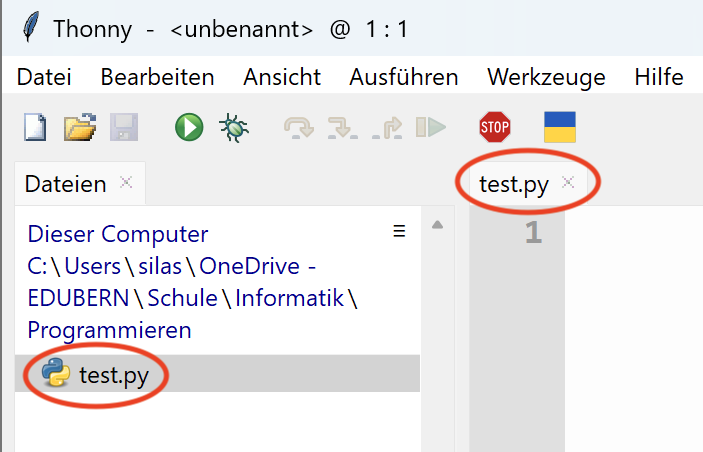 Thonny - <unbenannt> @ 1 : 1
Datei Bearbeiten Ansicht Ausführen Werkzeuge Hilfe
STOP
Dateien ×
test.py ×
Dieser Computer ≡
C:\Users\silas\OneDrive -
EDUBERN\Schule\Informatik\
Programmieren
test.py
1